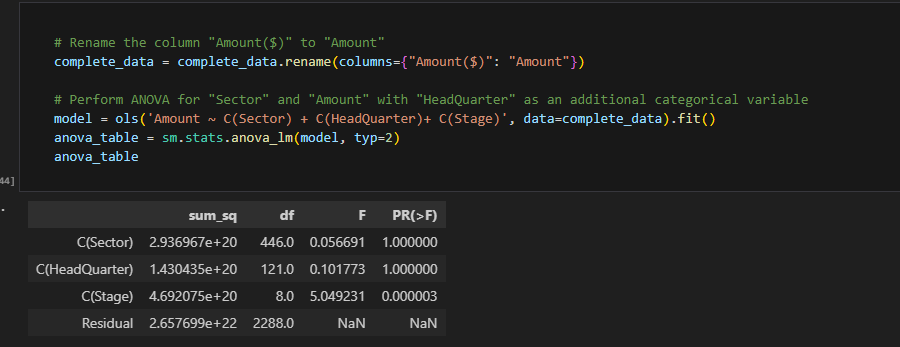 # Rename the column "Amount($)" to "Amount"
complete_data = complete_data.rename(columns={"Amount($)": "Amount"})
# Perform ANOVA for "Sector" and "Amount" with "HeadQuarter" as an additional categorical variable
model = ols('Amount ~ C(Sector) + C(HeadQuarter)+ C(Stage)', data=complete_data).fit()
anova_table = sm.stats.anova_lm(model, typ=2)
anova_table
44]
sum_sq df F PR(>F)
C(Sector) 2.936967e+20 446.0 0.056691 1.000000
C(HeadQuarter) 1.430435e+20 121.0 0.101773 1.000000
C(Stage) 4.692075e+20 8.0 5.049231 0.000003
Residual 2.657699e+22 2288.0 NaN NaN